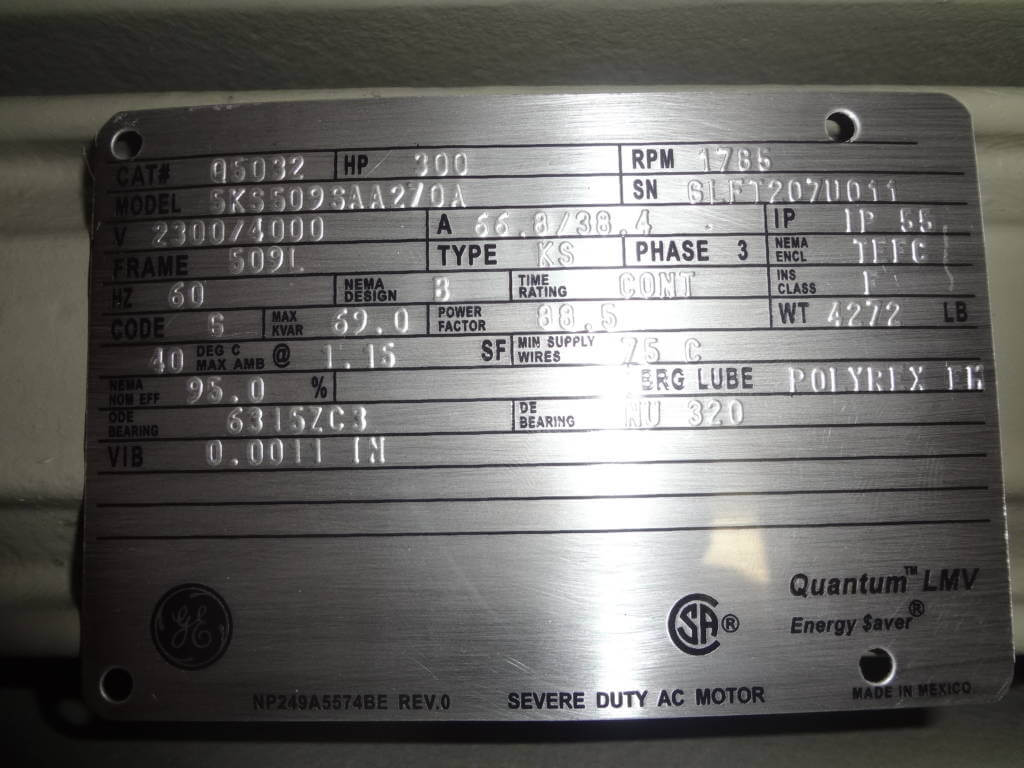 CAT# Q5032 HP 300 RPM 1785
MODEL 5KS509SAA270A SN
V 2300/4000 A 66.8/38.4 IP IP 55
FRAME 509L TYPE KS PHASE 3 NEMA ENCL TEFC
HZ 60 NEMA DESIGN B TIME RATING CONT INS CLASS F
CODE MAX KVAR 69.0 POWER FACTOR 88.5 WT 4272 LB
40 DEG C MAX AMB @ 1.15 SF MIN SUPPLY WIRES 75 C
NEMA NOM EFF 95.0 % BRG LUBE POLYREX EM
ODE BEARING 6315ZC3 DE BEARING NU 320
VIB 0.0011 IN
Quantum™ LMV
GE SA® Energy $aver®
NP249A5574BE REV.0 SEVERE DUTY AC MOTOR MADE IN MEXICO